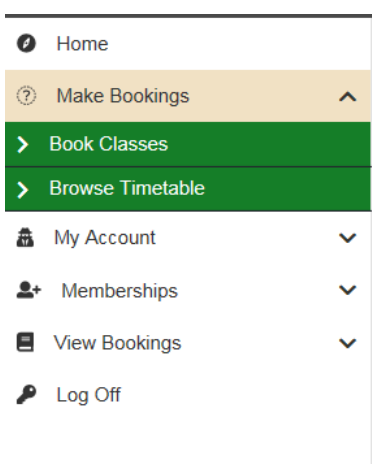 Home
Make Bookings
Book Classes
Browse Timetable
My Account
Memberships
View Bookings
Log Off